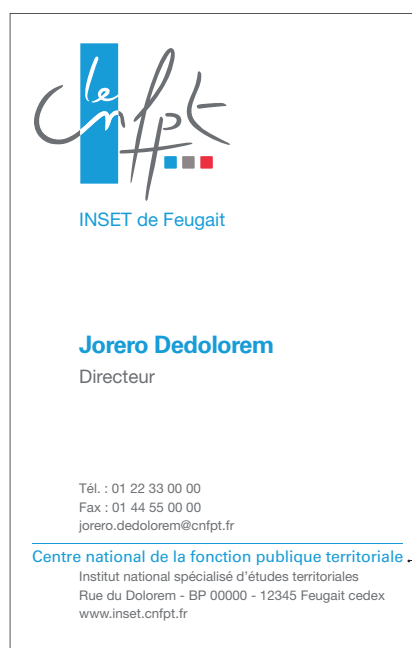 le
cnfpt
INSET de Feugait
Jorero Dedolorem
Directeur
Tél. : 01 22 33 00 00
Fax : 01 44 55 00 00
jorero.dedolorem@cnfpt.fr
Centre national de la fonction publique territoriale
Institut national spécialisé d’études territoriales
Rue du Dolorem - BP 00000 - 12345 Feugait cedex
www.inset.cnfpt.fr